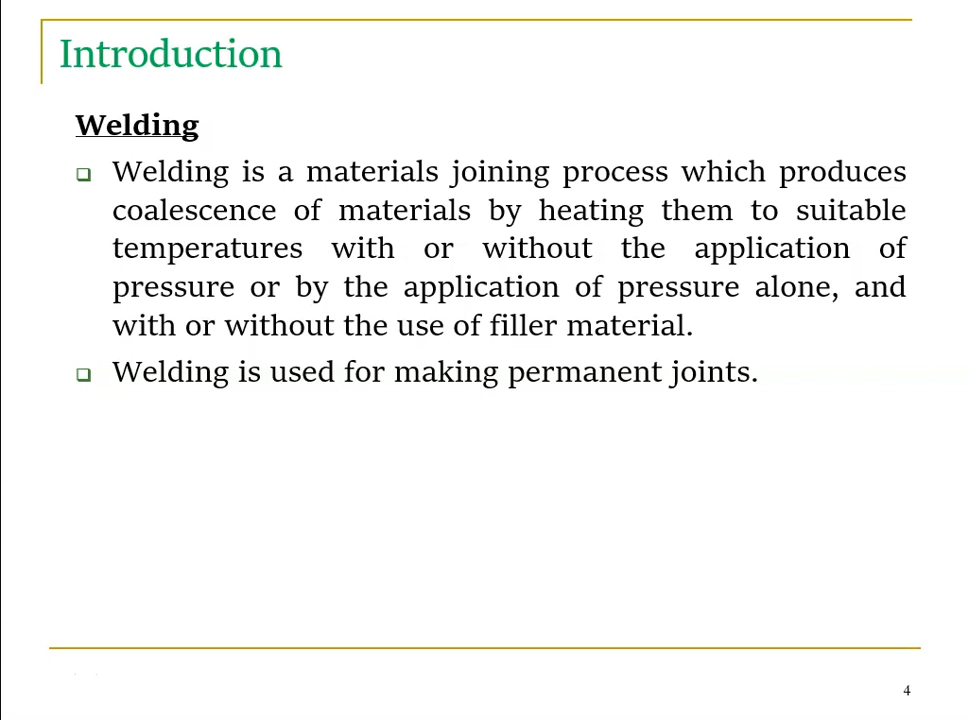 Introduction
Welding
❑ Welding is a materials joining process which produces
coalescence of materials by heating them to suitable
temperatures with or without the application of
pressure or by the application of pressure alone, and
with or without the use of filler material.
❑ Welding is used for making permanent joints.
4